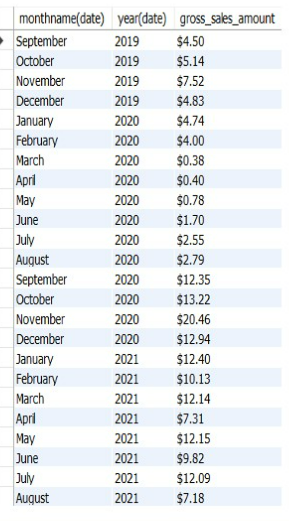 monthname(date) year(date) gross_sales_amount
September 2019 $4.50
October 2019 $5.14
November 2019 $7.52
December 2019 $4.83
January 2020 $4.74
February 2020 $4.00
March 2020 $0.38
April 2020 $0.40
May 2020 $0.78
June 2020 $1.70
July 2020 $2.55
August 2020 $2.79
September 2020 $12.35
October 2020 $13.22
November 2020 $20.46
December 2020 $12.94
January 2021 $12.40
February 2021 $10.13
March 2021 $12.14
April 2021 $7.31
May 2021 $12.15
June 2021 $9.82
July 2021 $12.09
August 2021 $7.18